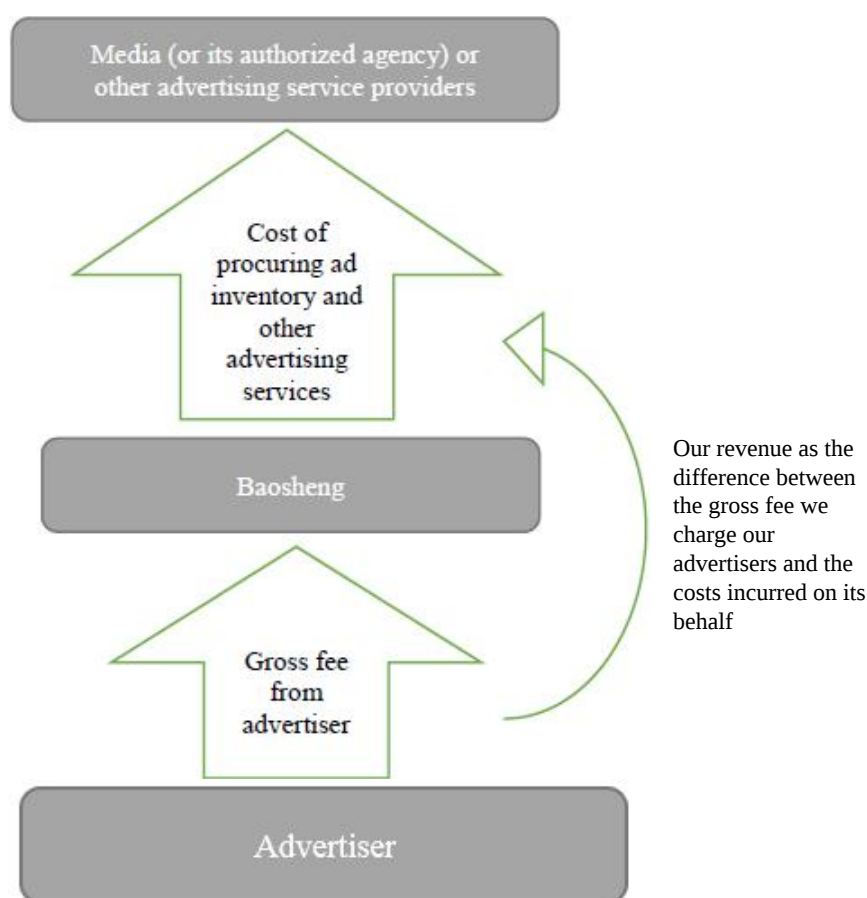 Media (or its authorized agency) or
other advertising service providers
Cost of
procuring ad
inventory and
other
advertising
services
Baosheng
Our revenue as the
difference between
the gross fee we
charge our
advertisers and the
costs incurred on its
behalf
Gross fee
from
advertiser
Advertiser